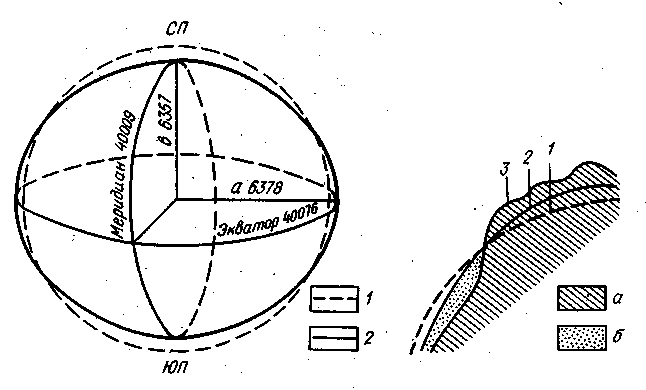 СП
Меридиан 40009
в 6357
а 6378
Экватор 40076
ЮП
1
2
3
2
1
а
б